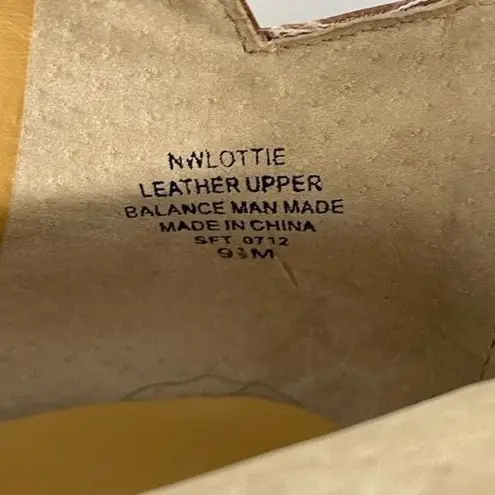 NWLOTTIE
LEATHER UPPER
BALANCE MAN MADE
MADE IN CHINA
SFT 0712
9½M